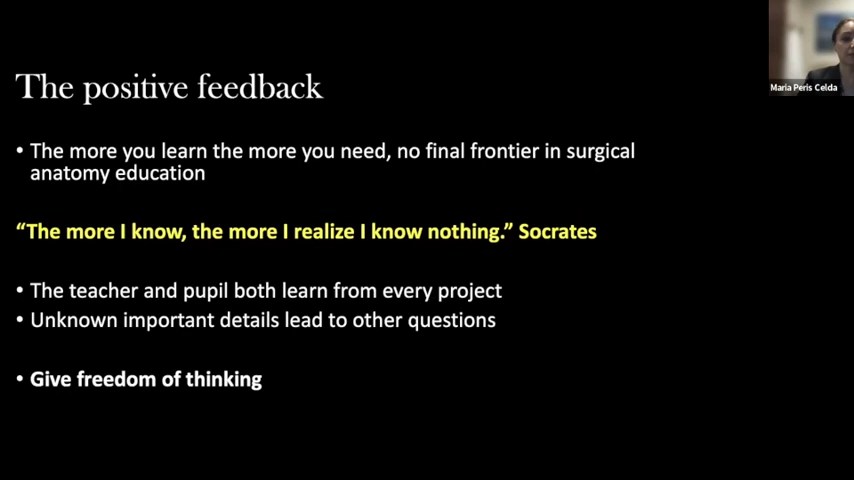 The positive feedback
• The more you learn the more you need, no final frontier in surgical
anatomy education
“The more I know, the more I realize I know nothing.” Socrates
• The teacher and pupil both learn from every project
• Unknown important details lead to other questions
• Give freedom of thinking
Maria Peris Celda